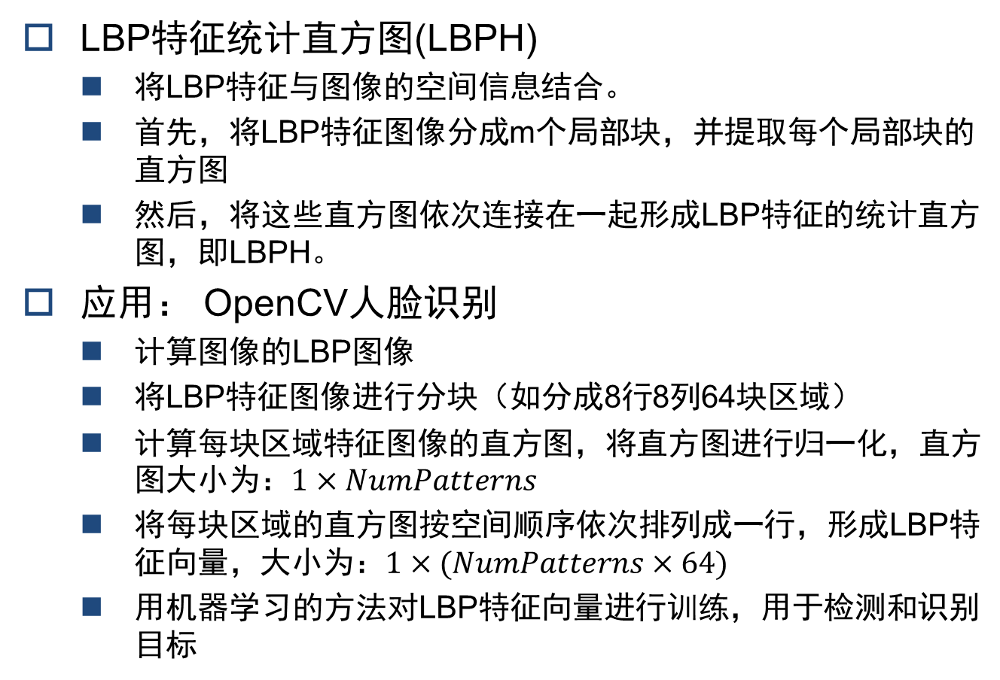 LBP特征统计直方图(LBPH)
将LBP特征与图像的空间信息结合。
首先，将LBP特征图像分成m个局部块，并提取每个局部块的
直方图
然后，将这些直方图依次连接在一起形成LBP特征的统计直方
图，即LBPH。
应用： OpenCV人脸识别
计算图像的LBP图像
将LBP特征图像进行分块（如分成8行8列64块区域）
计算每块区域特征图像的直方图，将直方图进行归一化，直方
图大小为：1 × NumPatterns
将每块区域的直方图按空间顺序依次排列成一行，形成LBP特
征向量，大小为：1 × (NumPatterns × 64)
用机器学习的方法对LBP特征向量进行训练，用于检测和识别
目标